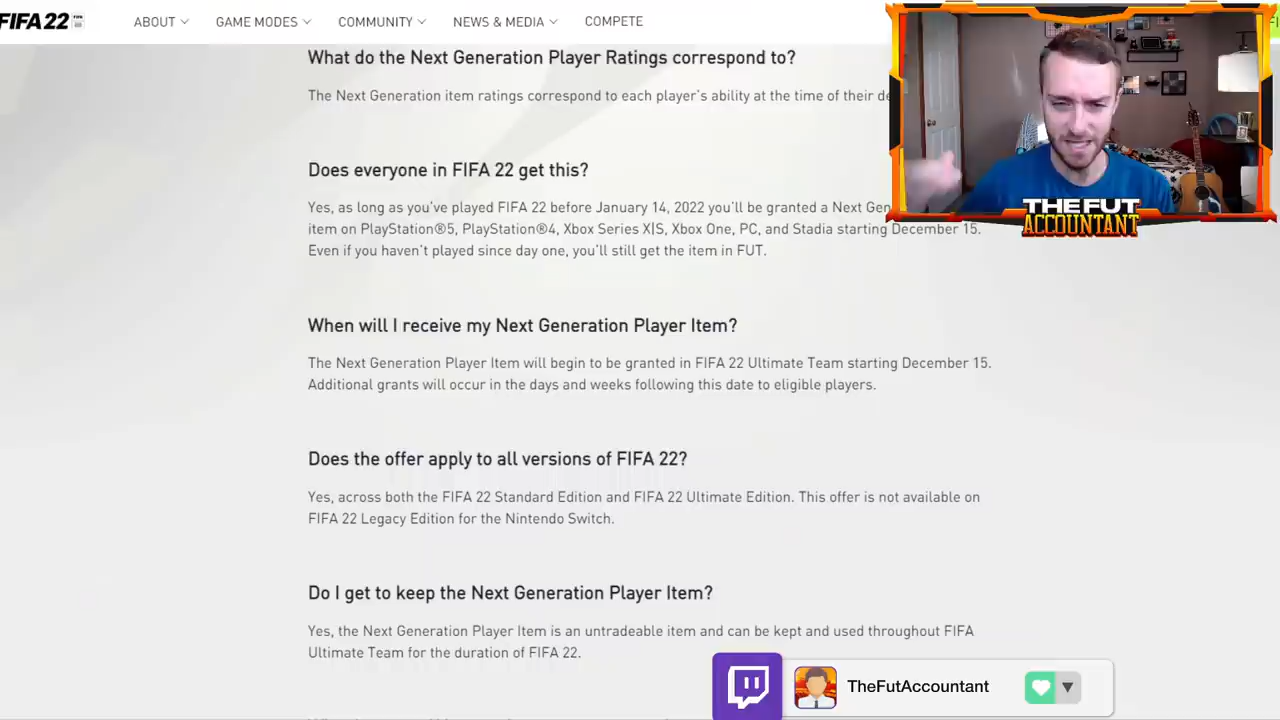 FIFA 22
ABOUT
GAME MODES
COMMUNITY
NEWS & MEDIA
COMPETE
What do the Next Generation Player Ratings correspond to?
The Next Generation item ratings correspond to each player's ability at the time of their
Does everyone in FIFA 22 get this?
Yes, as long as you've played FIFA 22 before January 14, 2022 you'll be granted a Next
item on PlayStation®5, PlayStation®4, Xbox Series X|S, Xbox One, PC, and Stadia starting December 15.
Even if you haven't played since day one, you'll still get the item in FUT.
THE FUT
ACCOUNTANT
When will I receive my Next Generation Player Item?
The Next Generation Player Item will begin to be granted in FIFA 22 Ultimate Team starting December 15.
Additional grants will occur in the days and weeks following this date to eligible players.
Does the offer apply to all versions of FIFA 22?
Yes, across both the FIFA 22 Standard Edition and FIFA 22 Ultimate Edition. This offer is not available on
FIFA 22 Legacy Edition for the Nintendo Switch.
Do I get to keep the Next Generation Player Item?
Yes, the Next Generation Player Item is an untradeable item and can be kept and used throughout FIFA
Ultimate Team for the duration of FIFA 22.
TheFutAccountant